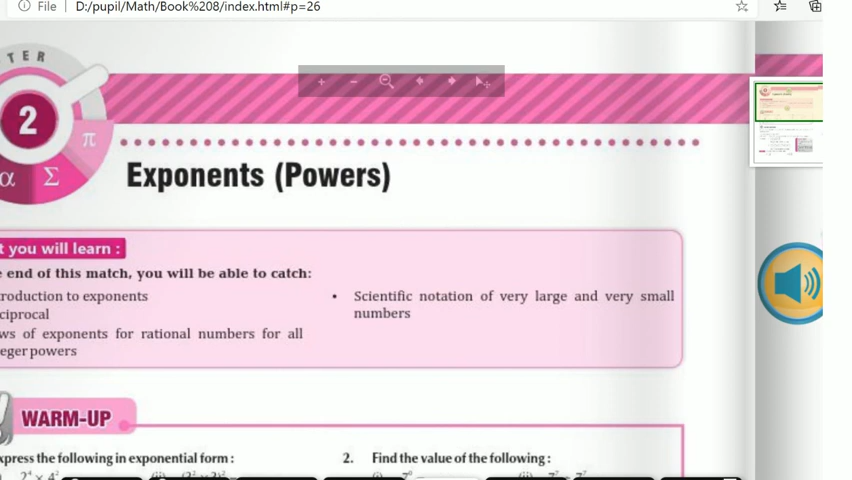 File D:/pupil/Math/Book%208/index.html#p=26
TER
2
π
α Σ
Exponents (Powers)
you will learn :
end of this match, you will be able to catch:
roduction to exponents
ciprocal
ws of exponents for rational numbers for all
eger powers
• Scientific notation of very large and very small
numbers
WARM-UP
xpress the following in exponential form :
2. Find the value of the following :